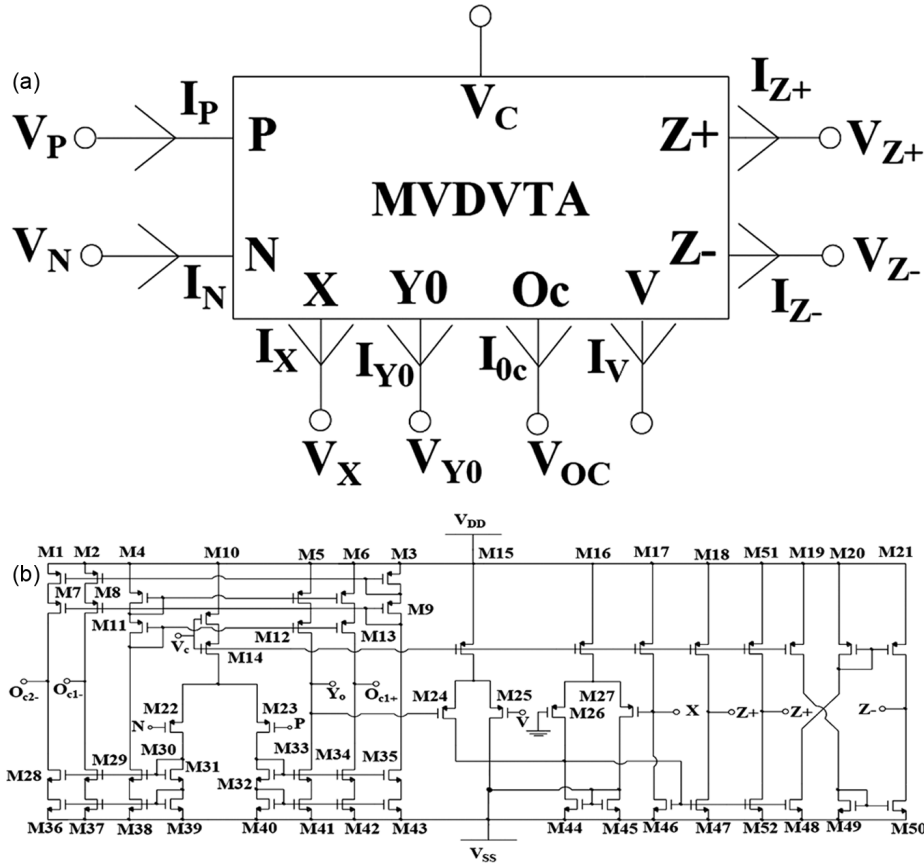 (a)
V_C
I_P
V_P
P
MVDVTA
Z+
I_Z+
V_Z+
V_N
I_N
N
Z-
I_Z-
V_Z-
X Y0 Oc V
I_X I_Y0 I_0c I_V
V_X V_Y0 V_OC
(b)
V_DD
M1 M2 M4 M10 M5 M6 M3 M15 M16 M17 M18 M51 M19 M20 M21
M7 M8 M9
M11 M12 M13
V_c
M14
O_c2- O_c1- Y_o O_c1+
M22 M23 M24 M25 M27
N P V M26 X Z+ Z+ Z-
M28 M29 M30 M31 M33 M34 M35
M32
M36 M37 M38 M39 M40 M41 M42 M43 M44 M45 M46 M47 M52 M48 M49 M50
V_SS